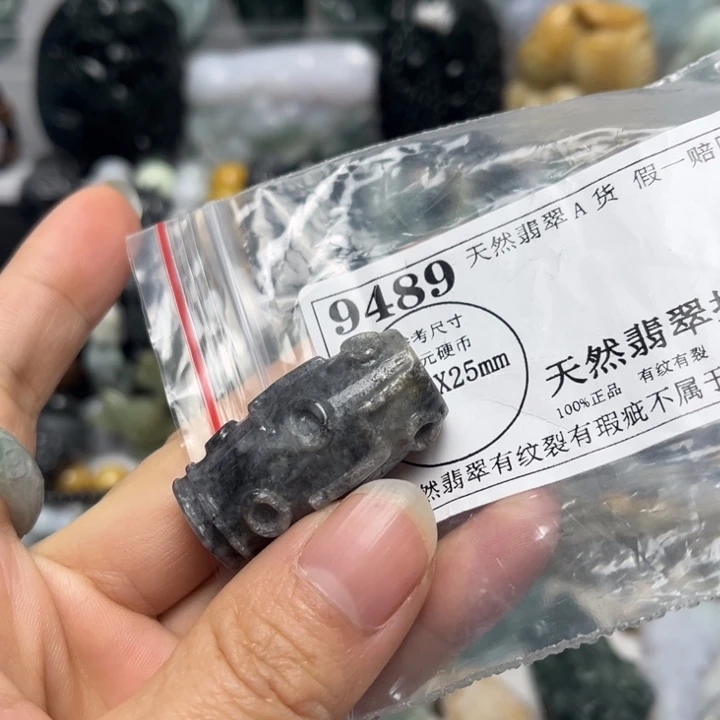 天然翡翠A货 假一赔
9489
考尺寸
元硬币
X25mm
天然翡翠
100%正品 有纹有裂
然翡翠有纹裂有瑕疵不属于